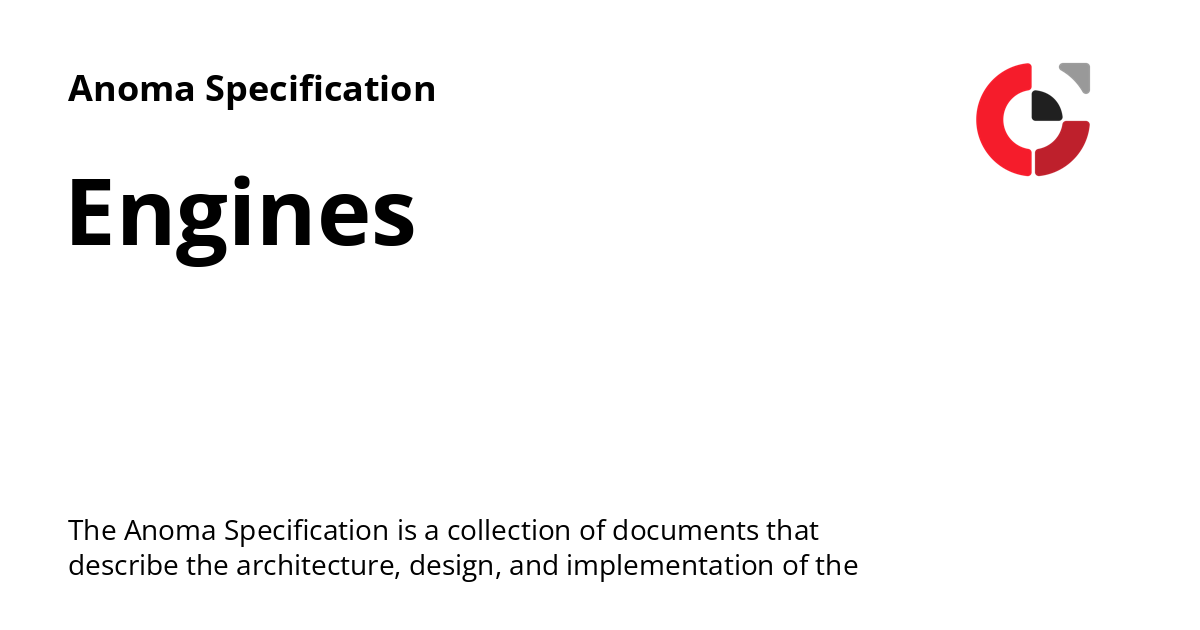 Anoma Specification
Engines
The Anoma Specification is a collection of documents that
describe the architecture, design, and implementation of the